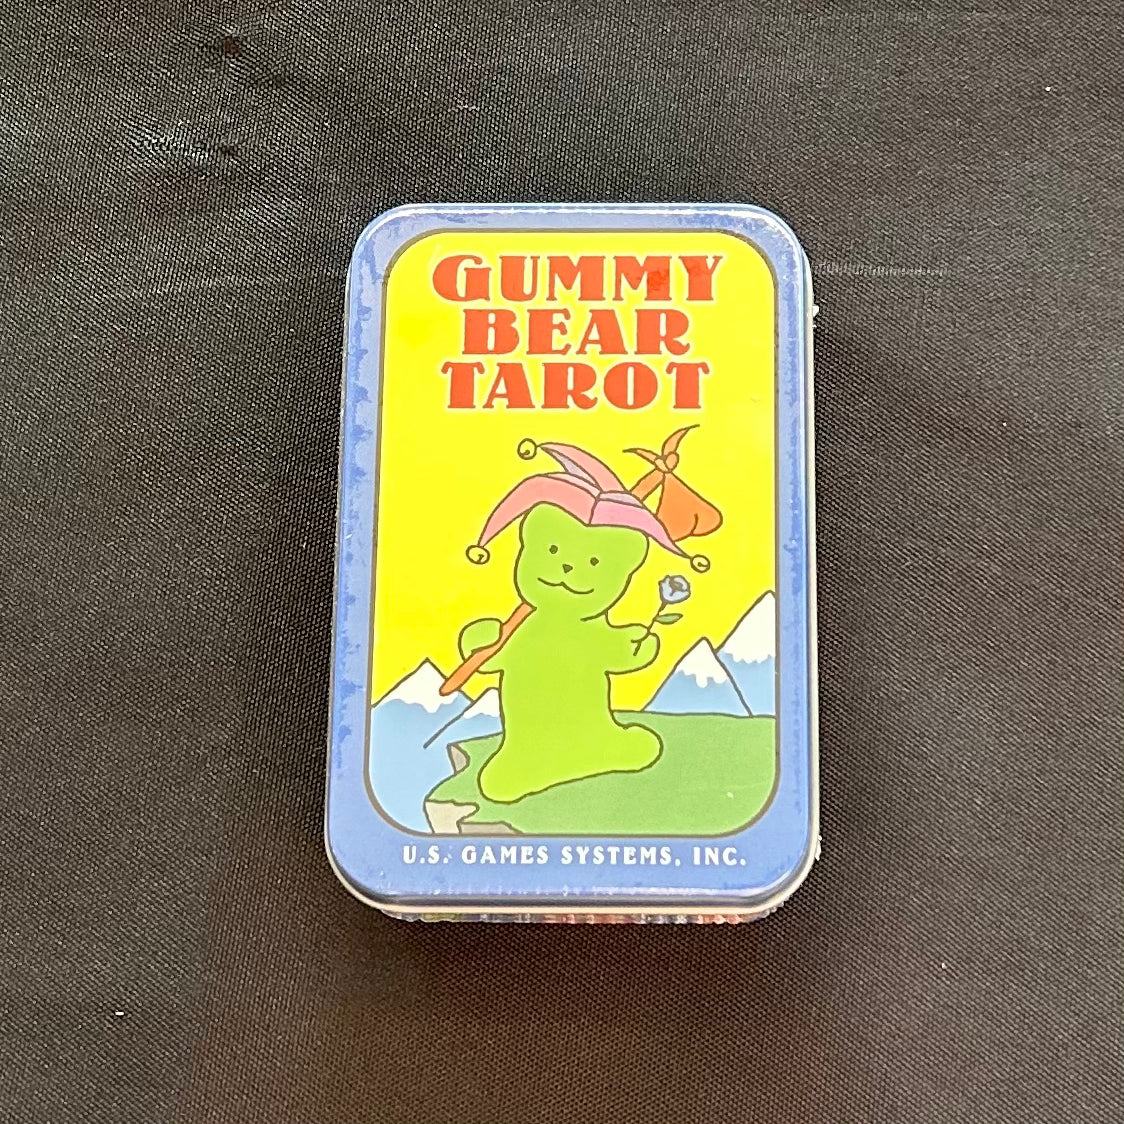 GUMMY
BEAR
TAROT
U.S. GAMES SYSTEMS, INC.